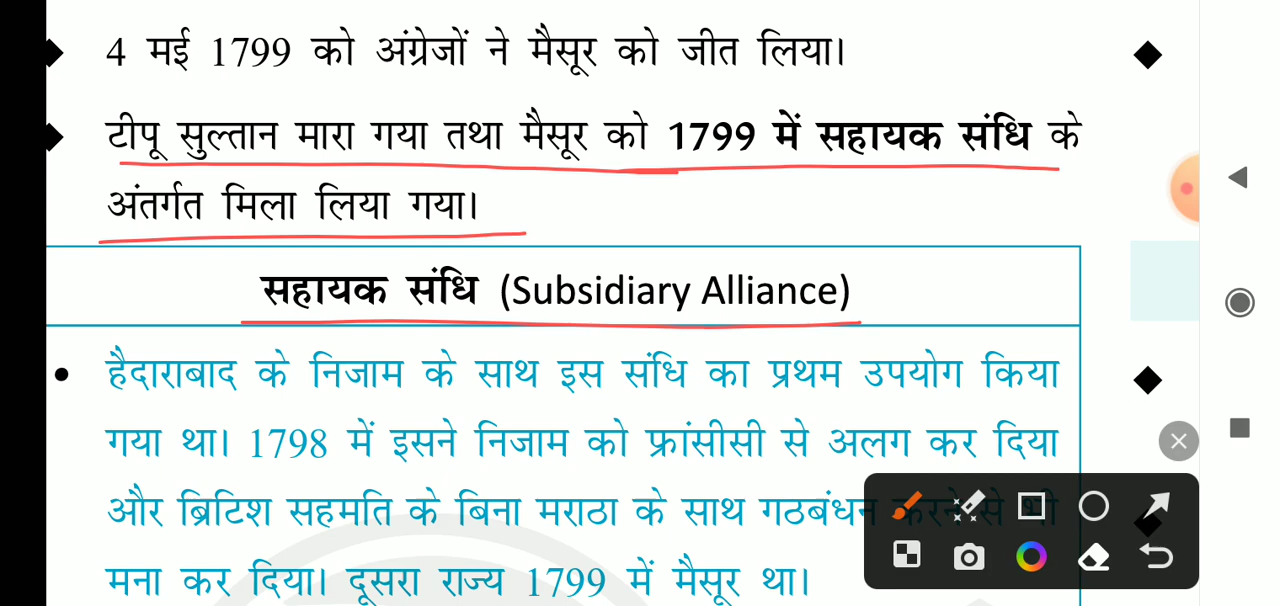 4 मई 1799 को अंग्रेजों ने मैसूर को जीत लिया।
टीपू सुल्तान मारा गया तथा मैसूर को 1799 में सहायक संधि के
अंतर्गत मिला लिया गया।
सहायक संधि (Subsidiary Alliance)
हैदाराबाद के निजाम के साथ इस संधि का प्रथम उपयोग किया
गया था। 1798 में इसने निजाम को फ्रांसीसी से अलग कर दिया
और ब्रिटिश सहमति के बिना मराठा के साथ गठबंधन करने से भी
मना कर दिया। दूसरा राज्य 1799 में मैसूर था।